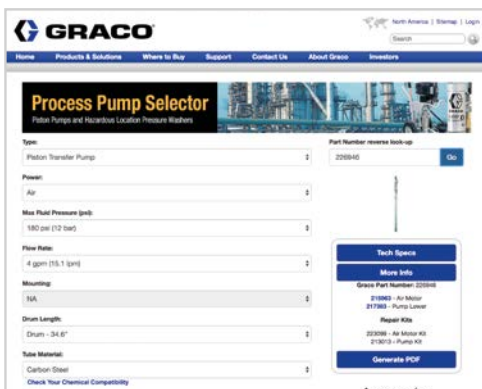 GRACO
North America | Sitemap | Login
Search
Home Products & Solutions Where to Buy Support Contact Us About Graco Investors
Process Pump Selector
Piston Pumps and Hazardous Location Pressure Washers
Type:
Piston Transfer Pump
Power:
Air
Max Fluid Pressure (psi):
180 psi (12 bar)
Flow Rate:
4 gpm (15.1 lpm)
Mounting:
NA
Drum Length:
Drum - 34.6"
Tube Material:
Carbon Steel
Check Your Chemical Compatibility
Part Number reverse look-up
226946 Go
Tech Specs
More Info
Graco Part Number: 226946
215963 - Air Motor
217383 - Pump Lower
Repair Kits
223099 - Air Motor Kit
213013 - Pump Kit
Generate PDF